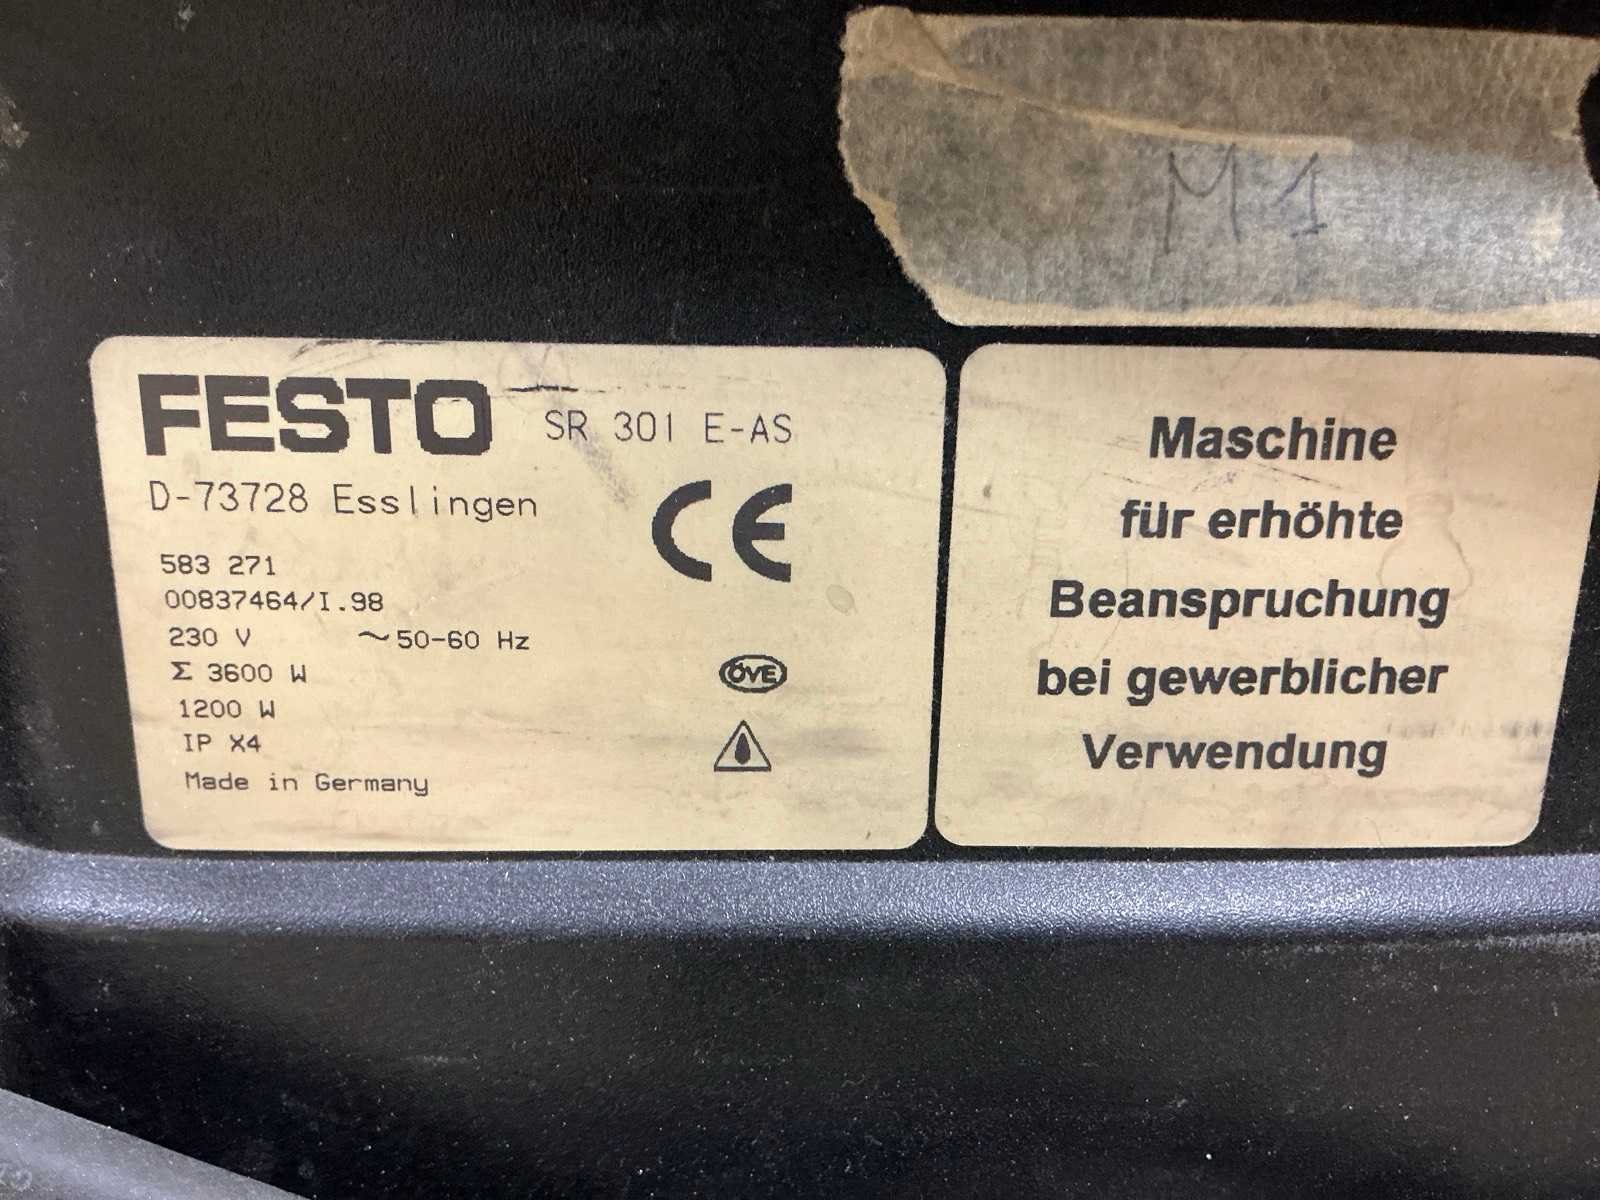 M1
FESTO SR 301 E-AS
D-73728 Esslingen
CE
583 271
00837464/I.98
230 V ~50-60 Hz
Σ 3600 W
1200 W
ÖVE
IP X4
Made in Germany
Maschine
für erhöhte
Beanspruchung
bei gewerblicher
Verwendung